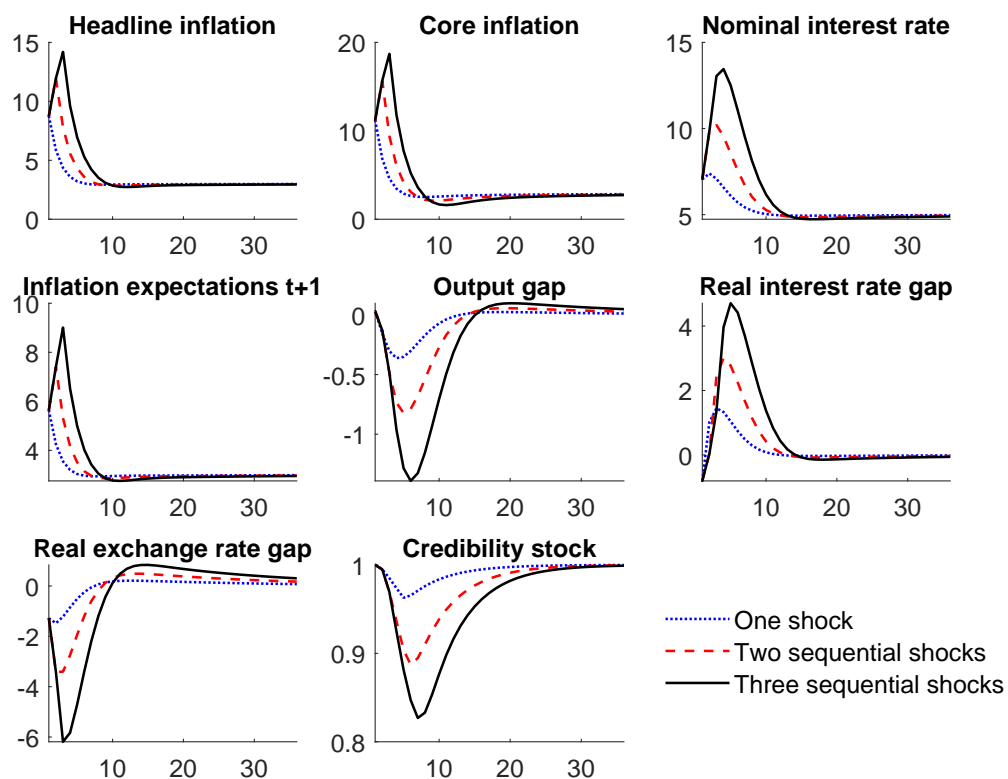 Headline inflation
15
10
5
0
10 20 30
Core inflation
20
10
0
10 20 30
Nominal interest rate
15
10
5
10 20 30
Inflation expectations t+1
10
8
6
4
10 20 30
Output gap
0
-0.5
-1
10 20 30
Real interest rate gap
4
2
0
10 20 30
Real exchange rate gap
0
-2
-4
-6
10 20 30
Credibility stock
1
0.9
0.8
10 20 30
One shock
Two sequential shocks
Three sequential shocks